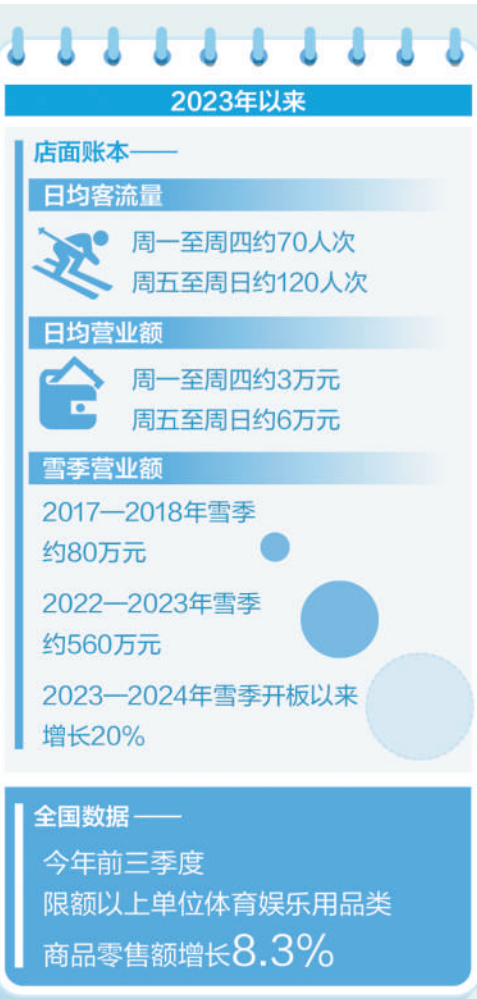 2023年以来
店面账本——
日均客流量
周一至周四约70人次
周五至周日约120人次
日均营业额
周一至周四约3万元
周五至周日约6万元
雪季营业额
2017—2018年雪季
约80万元
2022—2023年雪季
约560万元
2023—2024年雪季开板以来
增长20%
全国数据——
今年前三季度
限额以上单位体育娱乐用品类
商品零售额增长8.3%